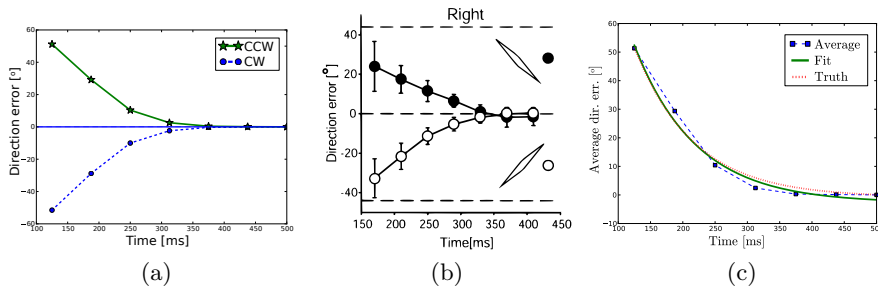 60
40
20
0
−20
−40
−60
100 150 200 250 300 350 400 450 500
Time [ms]
Direction error [°]
CCW
CW
(a)
Right
40
20
0
-20
-40
150 200 250 300 350 400 450
Time[ms]
Direction error [°]
(b)
60
50
40
30
20
10
0
−10
100 150 200 250 300 350 400 450 500
Time [ms]
Average dir. err. [°]
Average
Fit
Truth
(c)